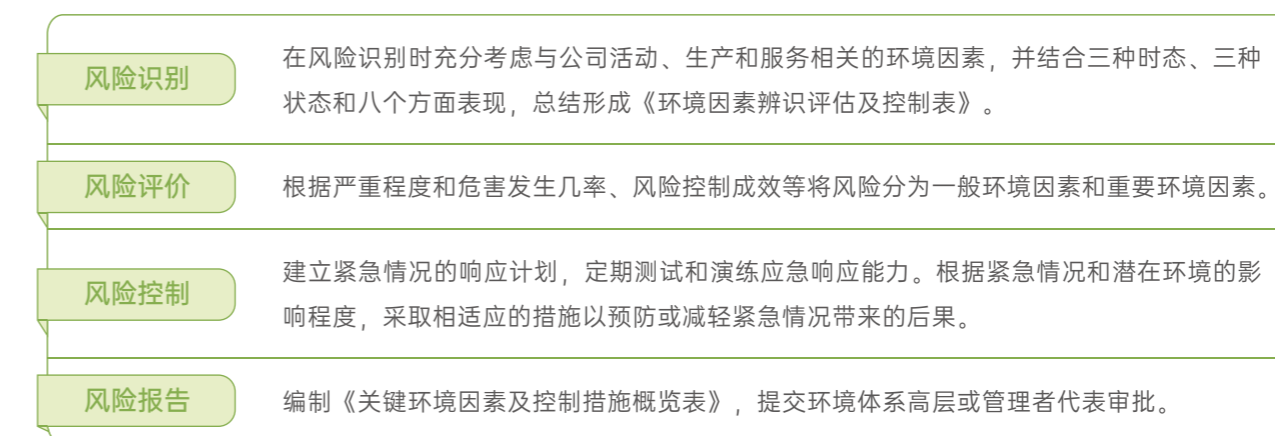 风险识别
在风险识别时充分考虑与公司活动、生产和服务相关的环境因素，并结合三种时态、三种
状态和八个方面表现，总结形成《环境因素辨识评估及控制表》。
风险评价
根据严重程度和危害发生几率、风险控制成效等将风险分为一般环境因素和重要环境因素。
风险控制
建立紧急情况的响应计划，定期测试和演练应急响应能力。根据紧急情况和潜在环境的影
响程度，采取相适应的措施以预防或减轻紧急情况带来的后果。
风险报告
编制《关键环境因素及控制措施概览表》，提交环境体系高层或管理者代表审批。